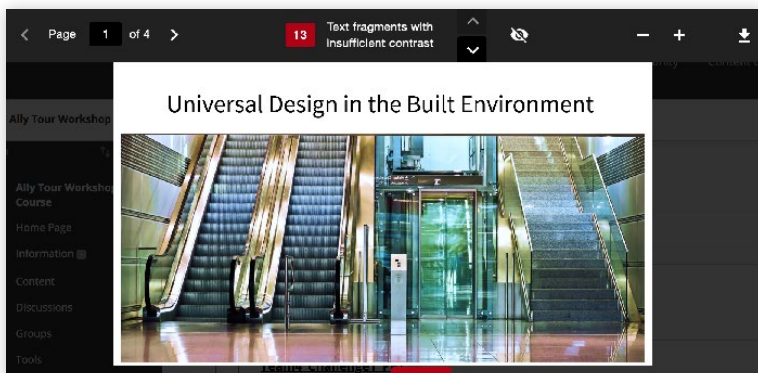 Page 1 of 4
13 Text fragments with
insufficient contrast
Universal Design in the Built Environment
Ally Tour Workshop
Ally Tour Workshop
Course
Home Page
Information
Content
Discussions
Groups
Tools